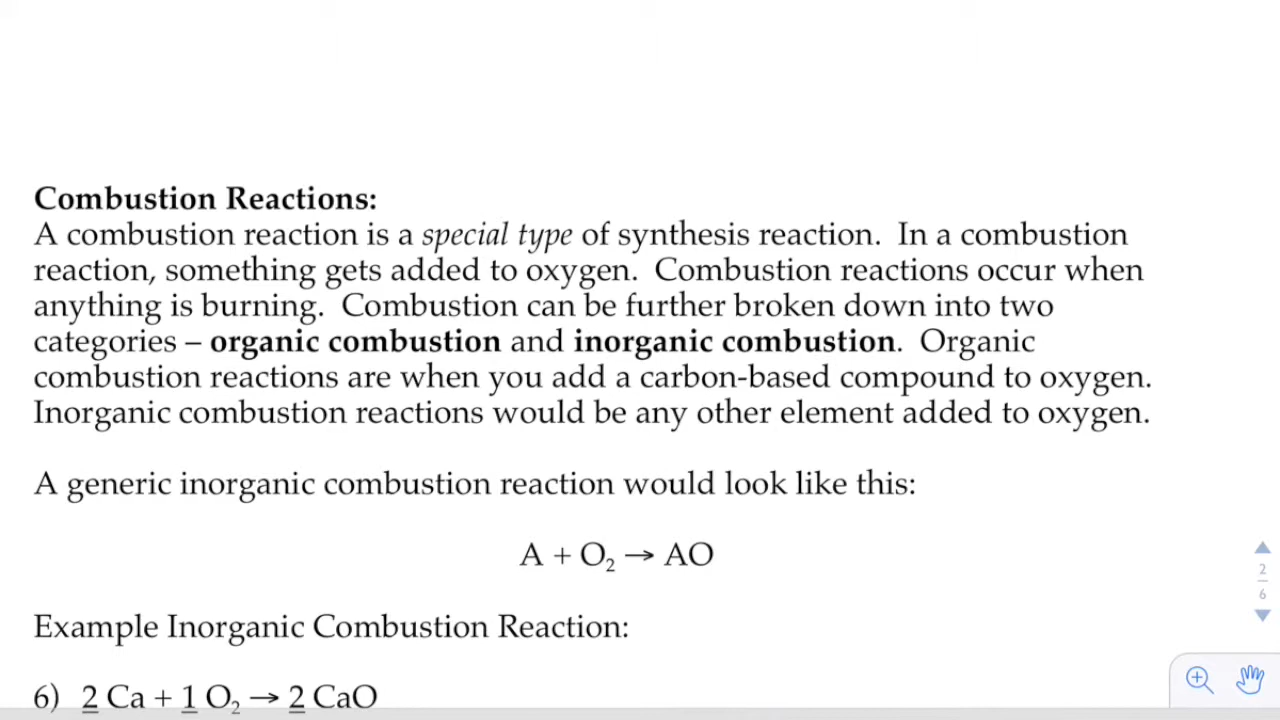 Combustion Reactions:
A combustion reaction is a special type of synthesis reaction. In a combustion
reaction, something gets added to oxygen. Combustion reactions occur when
anything is burning. Combustion can be further broken down into two
categories – organic combustion and inorganic combustion. Organic
combustion reactions are when you add a carbon-based compound to oxygen.
Inorganic combustion reactions would be any other element added to oxygen.
A generic inorganic combustion reaction would look like this:
A + O₂ → AO
2
6
Example Inorganic Combustion Reaction:
6) 2 Ca + 1 O₂ → 2 CaO